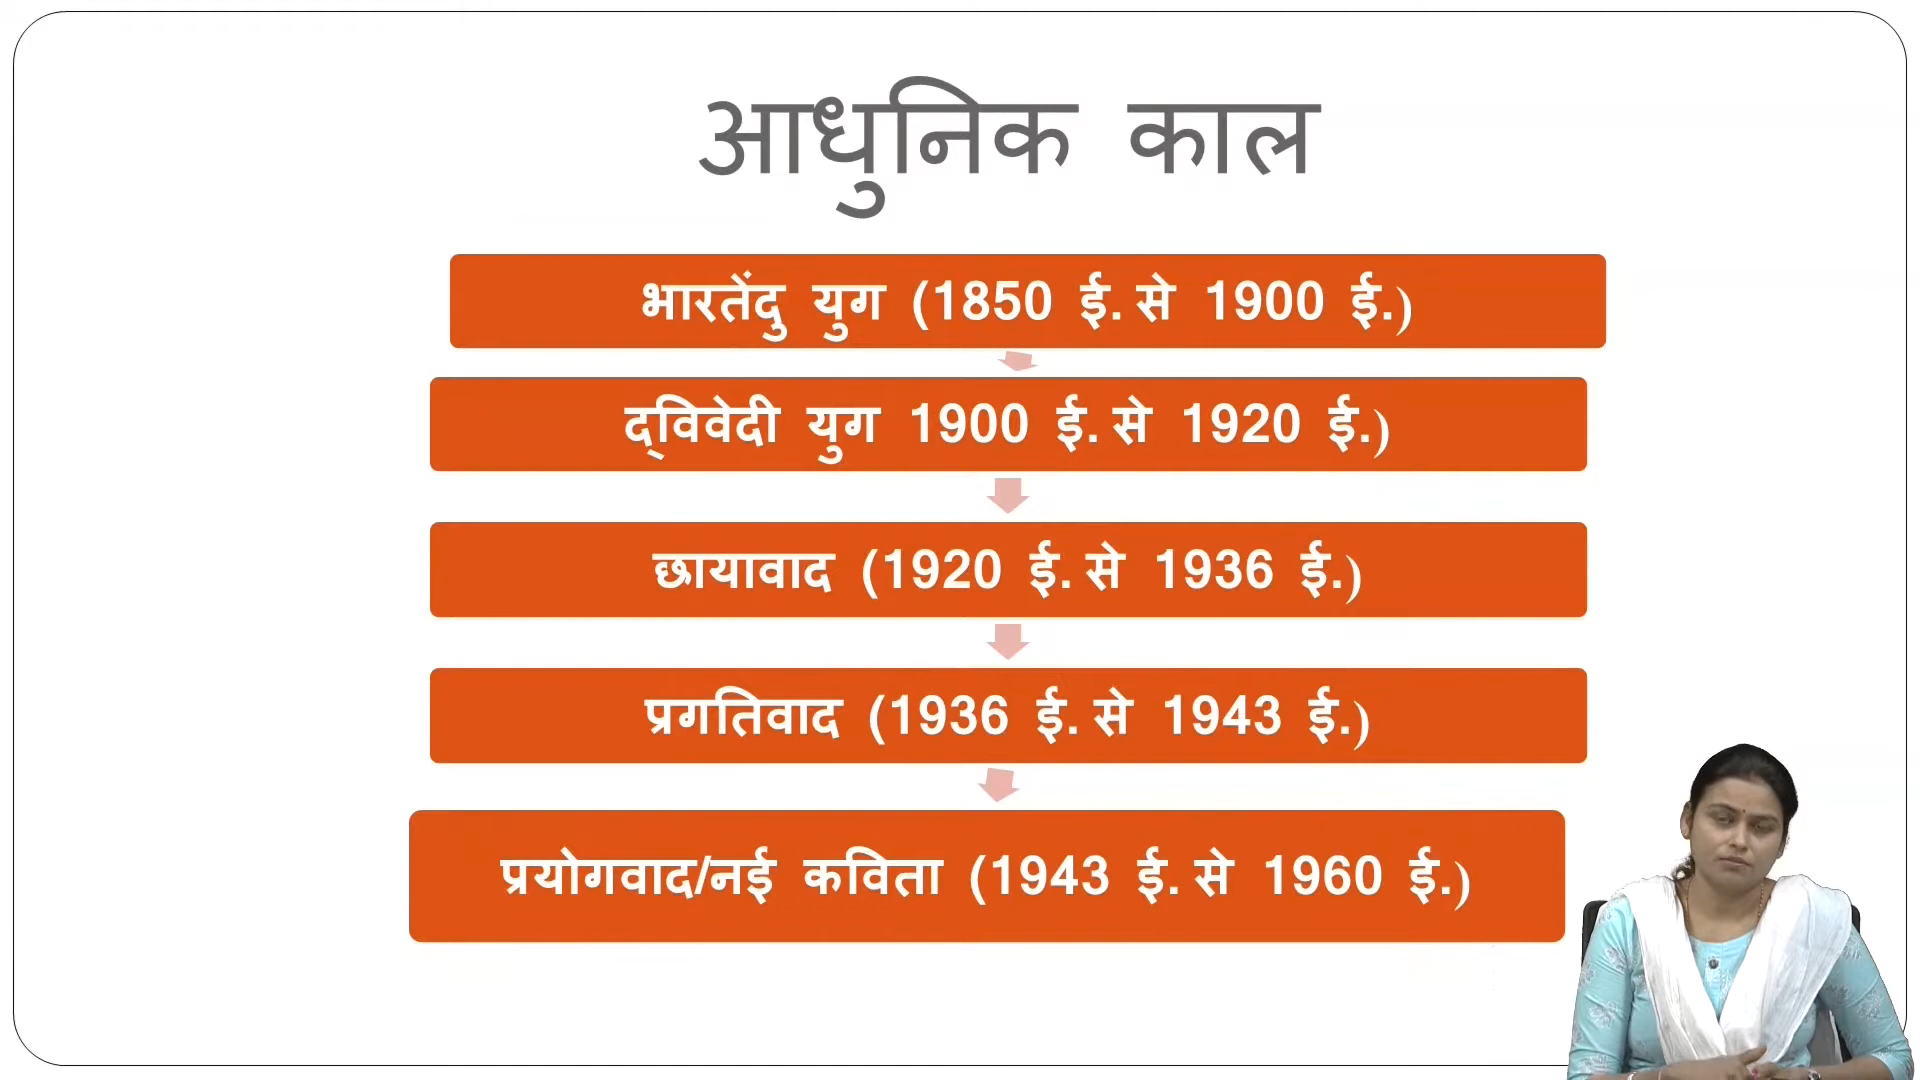 आधुनिक काल
भारतेंदु युग (1850 ई. से 1900 ई.)
द्‌विवेदी युग 1900 ई. से 1920 ई.)
छायावाद (1920 ई. से 1936 ई.)
प्रगतिवाद (1936 ई. से 1943 ई.)
प्रयोगवाद/नई कविता (1943 ई. से 1960 ई.)